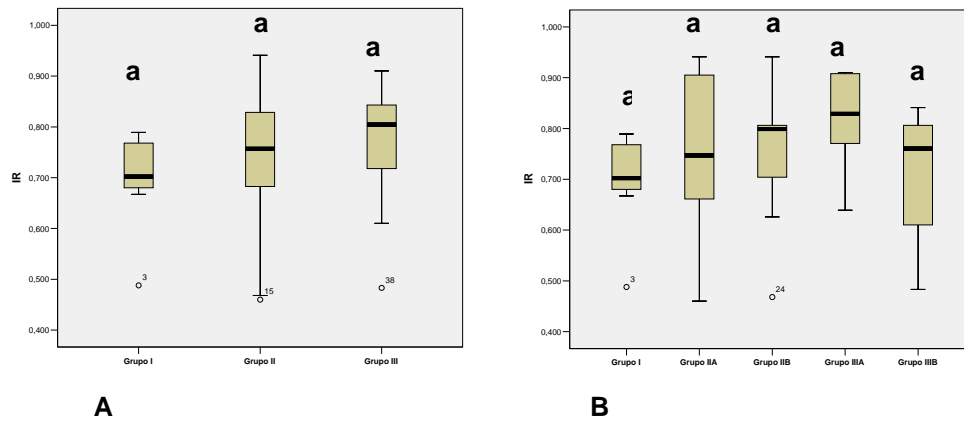 1,000
0,900
0,800
0,700
0,600
0,500
0,400
IR
a
a
a
3
15
38
Grupo I
Grupo II
Grupo III
A
1,000
0,900
0,800
0,700
0,600
0,500
0,400
IR
a
a
a
a
a
3
24
Grupo I
Grupo IIA
Grupo IIB
Grupo IIIA
Grupo IIIB
B